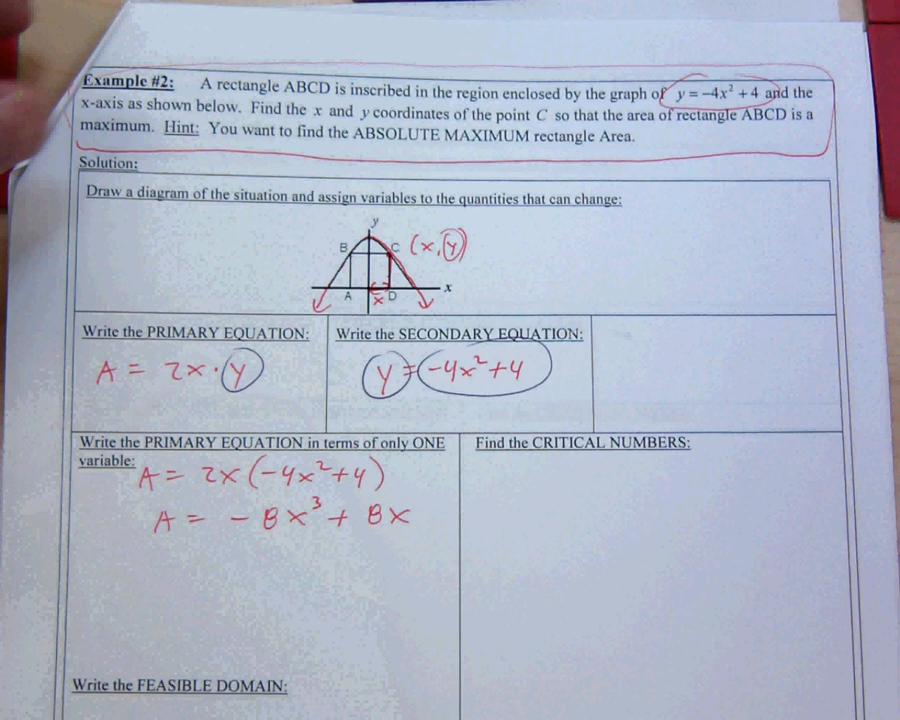 Example #2: A rectangle ABCD is inscribed in the region enclosed by the graph of y = -4x² + 4 and the
x-axis as shown below. Find the x and y coordinates of the point C so that the area of rectangle ABCD is a
maximum. Hint: You want to find the ABSOLUTE MAXIMUM rectangle Area.
Solution:
Draw a diagram of the situation and assign variables to the quantities that can change:
y
B C (x, y)
A x D x
Write the PRIMARY EQUATION: Write the SECONDARY EQUATION:
A = 2x · y y = -4x² + 4
Write the PRIMARY EQUATION in terms of only ONE Find the CRITICAL NUMBERS:
variable: A = 2x (-4x² + 4)
A = - 8x³ + 8x
Write the FEASIBLE DOMAIN: